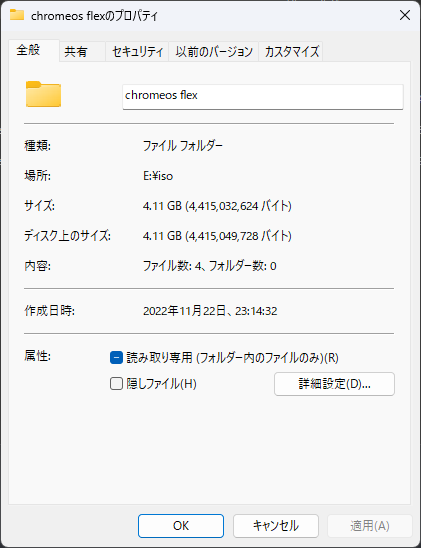 chromeos flexのプロパティ
全般 共有 セキュリティ 以前のバージョン カスタマイズ
chromeos flex
種類: ファイル フォルダー
場所: E:¥iso
サイズ: 4.11 GB (4,415,032,624 バイト)
ディスク上のサイズ: 4.11 GB (4,415,049,728 バイト)
内容: ファイル数: 4、フォルダー数: 0
作成日時: 2022年11月22日、23:14:32
属性: 読み取り専用 (フォルダー内のファイルのみ)(R)
隠しファイル(H) 詳細設定(D)...
OK キャンセル 適用(A)